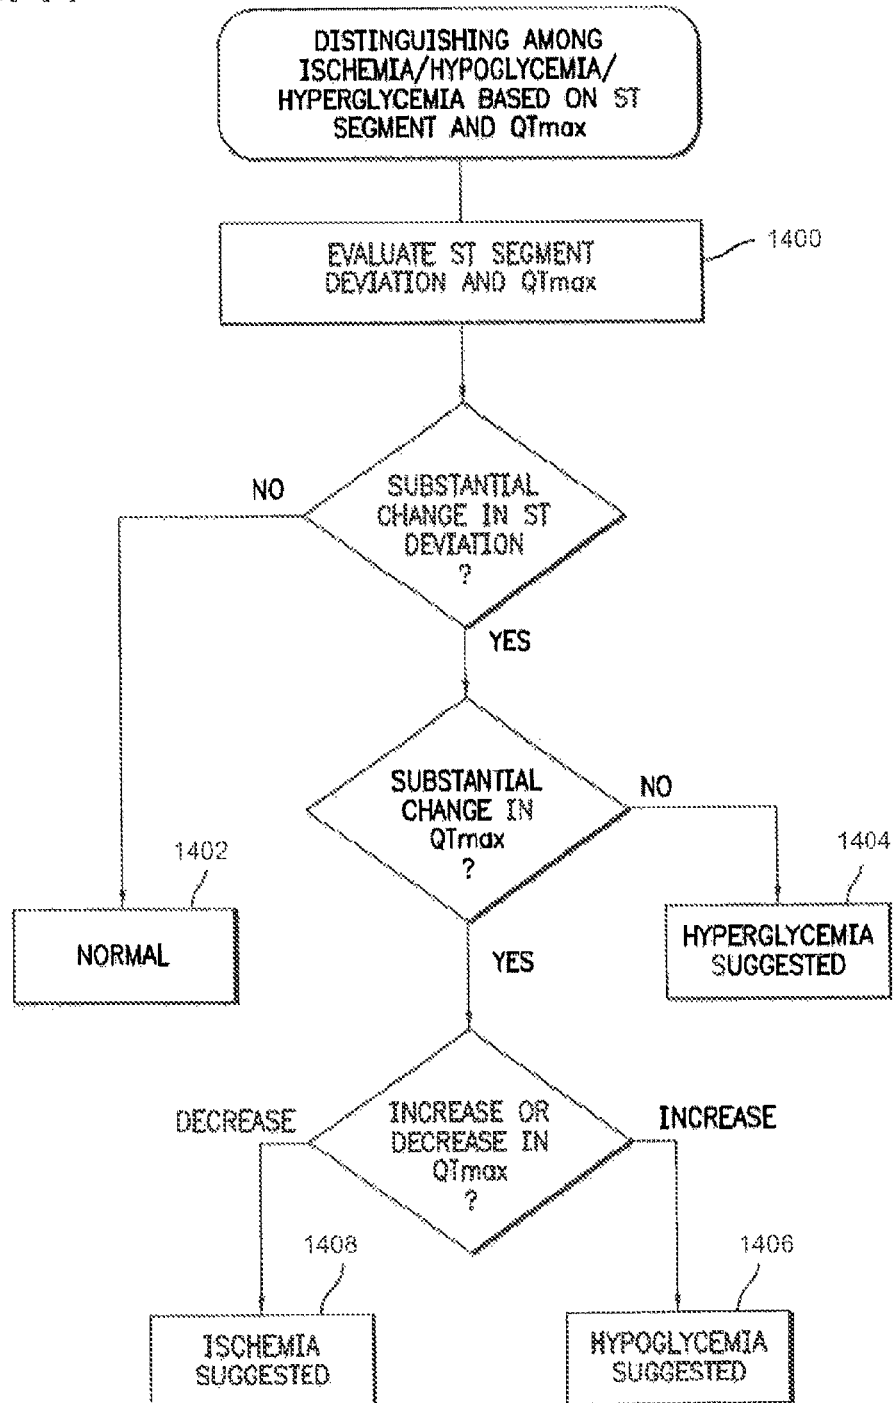 DISTINGUISHING AMONG
ISCHEMIA/HYPOGLYCEMIA/
HYPERGLYCEMIA BASED ON ST
SEGMENT AND QTmax
1400
EVALUATE ST SEGMENT
DEVIATION AND QTmax
NO
SUBSTANTIAL
CHANGE IN ST
DEVIATION
?
YES
SUBSTANTIAL
CHANGE IN
QTmax
?
NO
1402
NORMAL
1404
HYPERGLYCEMIA
SUGGESTED
YES
DECREASE
INCREASE OR
DECREASE IN
QTmax
?
INCREASE
1408
ISCHEMIA
SUGGESTED
1406
HYPOGLYCEMIA
SUGGESTED